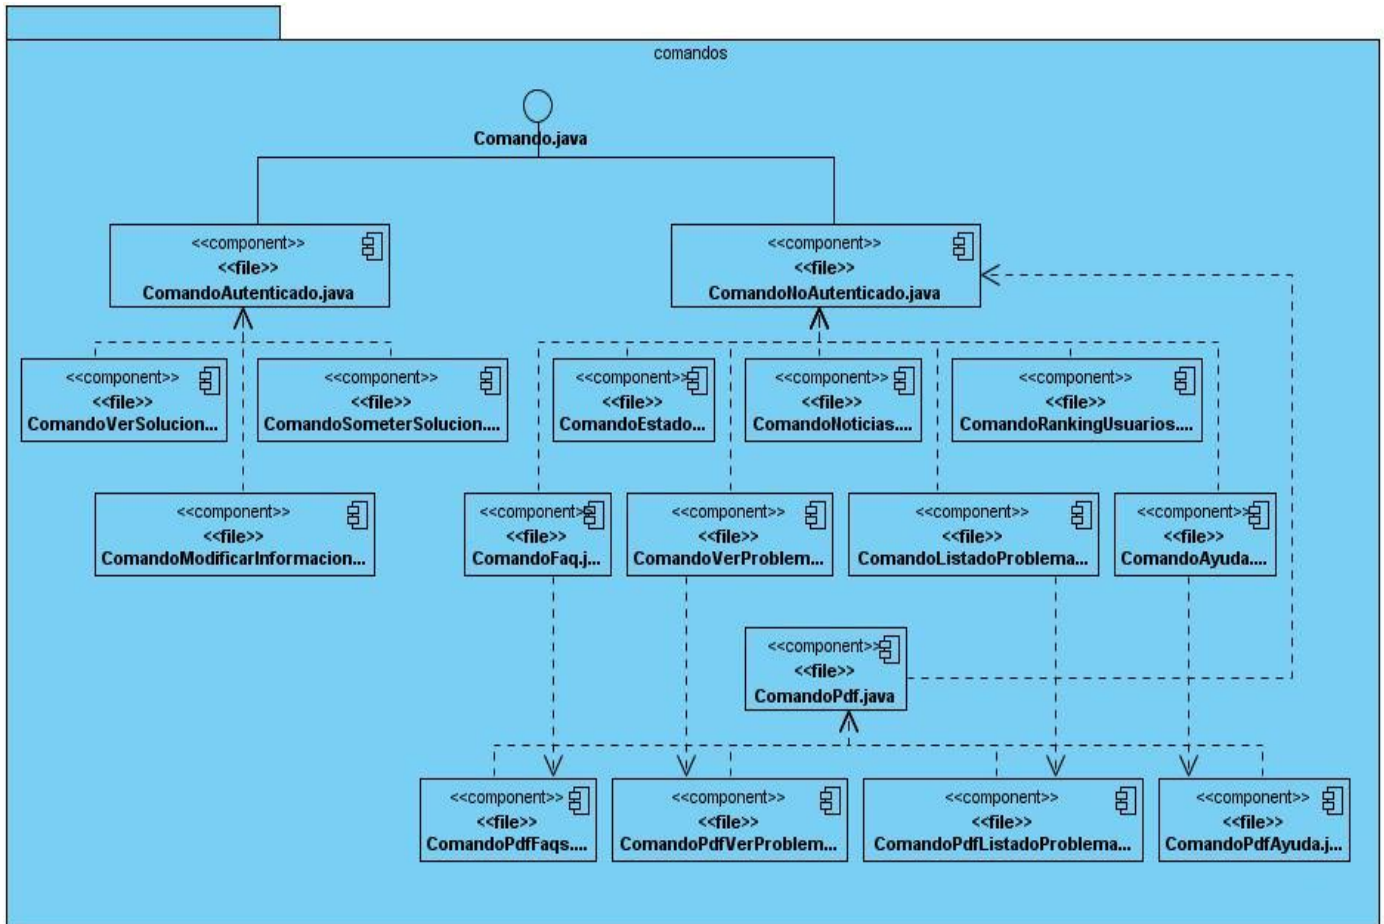 comandos
Comando.java
<<component>>
<<file>>
ComandoAutenticado.java
<<component>>
<<file>>
ComandoNoAutenticado.java
<<component>>
<<file>>
ComandoVerSolucion...
<<component>>
<<file>>
ComandoSometerSolucion....
<<component>>
<<file>>
ComandoEstado...
<<component>>
<<file>>
ComandoNoticias....
<<component>>
<<file>>
ComandoRankingUsuarios....
<<component>>
<<file>>
ComandoModificarInformacion...
<<component>>
<<file>>
ComandoFaq.j...
<<component>>
<<file>>
ComandoVerProblem...
<<component>>
<<file>>
ComandoListadoProblema...
<<component>>
<<file>>
ComandoAyuda....
<<component>>
<<file>>
ComandoPdf.java
<<component>>
<<file>>
ComandoPdfFaqs....
<<component>>
<<file>>
ComandoPdfVerProblem...
<<component>>
<<file>>
ComandoPdfListadoProblema...
<<component>>
<<file>>
ComandoPdfAyuda.j...